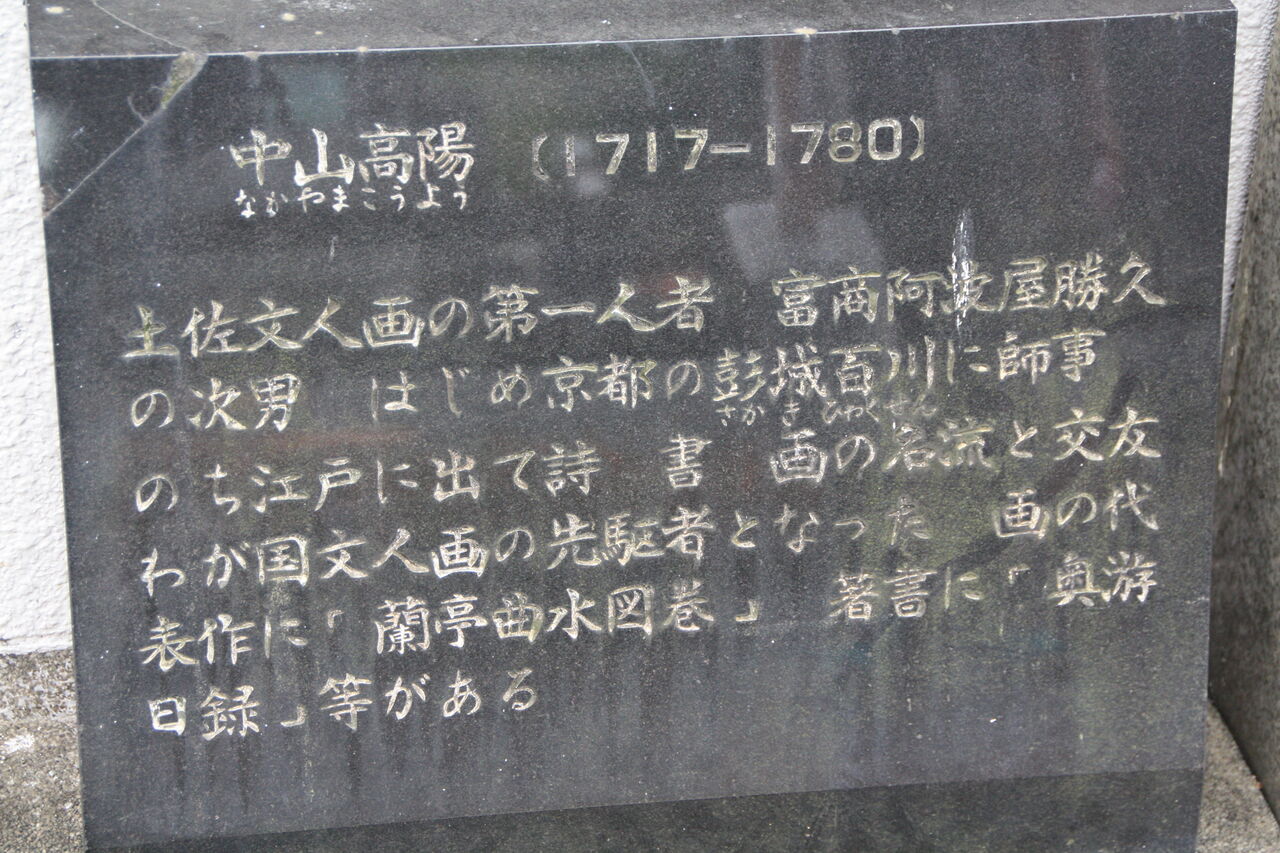 中山高陽 (1717-1780)
なかやまこうよう
土佐文人画の第一人者 富商阿波屋勝久
の次男 はじめ京都の彭城百川に師事
さかき ひゃくせん
のち江戸に出て詩 書 画の名流と交友
わが国文人画の先駆者となった 画の代
表作に「蘭亭曲水図巻」 著書に「奥游
日録」等がある